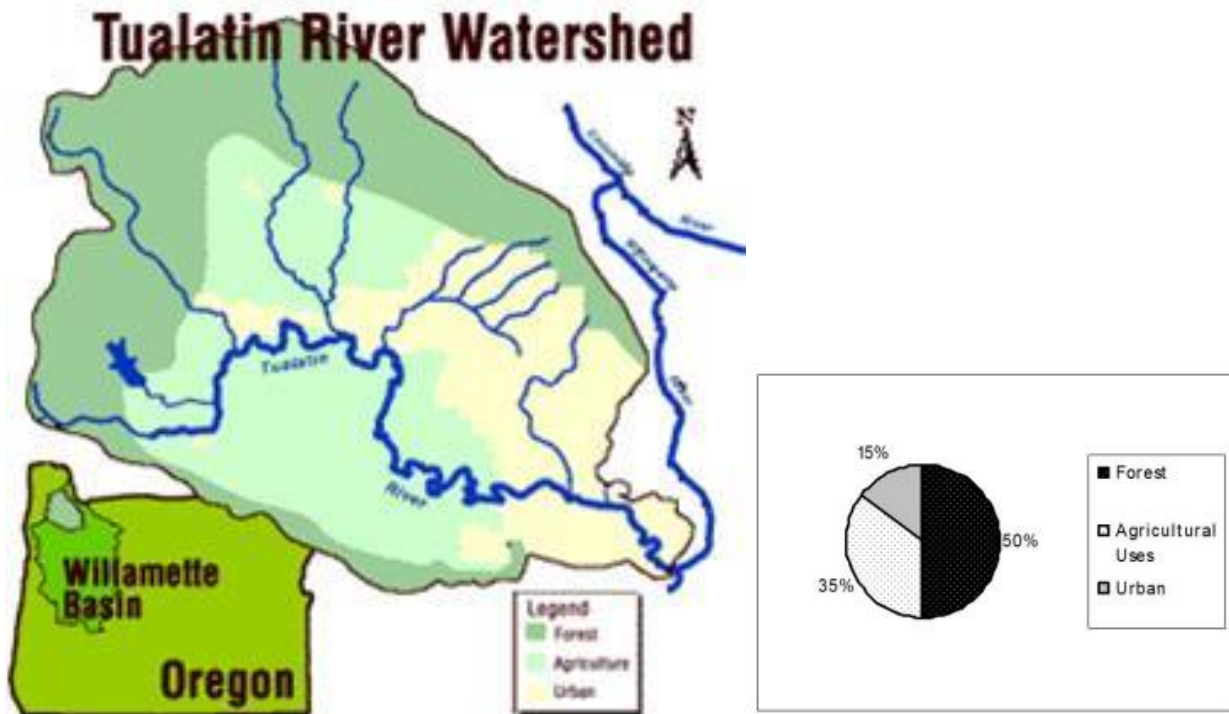 Tualatin River Watershed
N
River
Tualatin
River
Willamette
Basin
Oregon
Legend
Forest
Agriculture
Urban
15%
50%
35%
Forest
Agricultural
Uses
Urban